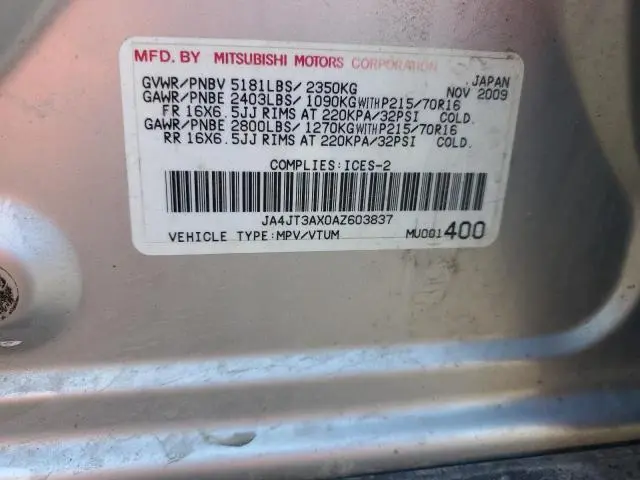 MFD. BY MITSUBISHI MOTORS CORPORATION
JAPAN
GVWR/PNBV 5181LBS/ 2350KG NOV 2009
GAWR/PNBE 2403LBS/ 1090KG WITH P215/70R16
FR 16X6.5JJ RIMS AT 220KPA/32PSI COLD.
GAWR/PNBE 2800LBS/ 1270KG WITH P215/70R16
RR 16X6.5JJ RIMS AT 220KPA/32PSI COLD.
COMPLIES:ICES-2
JA4JT3AX0AZ603837
VEHICLE TYPE:MPV/VTUM MU001400